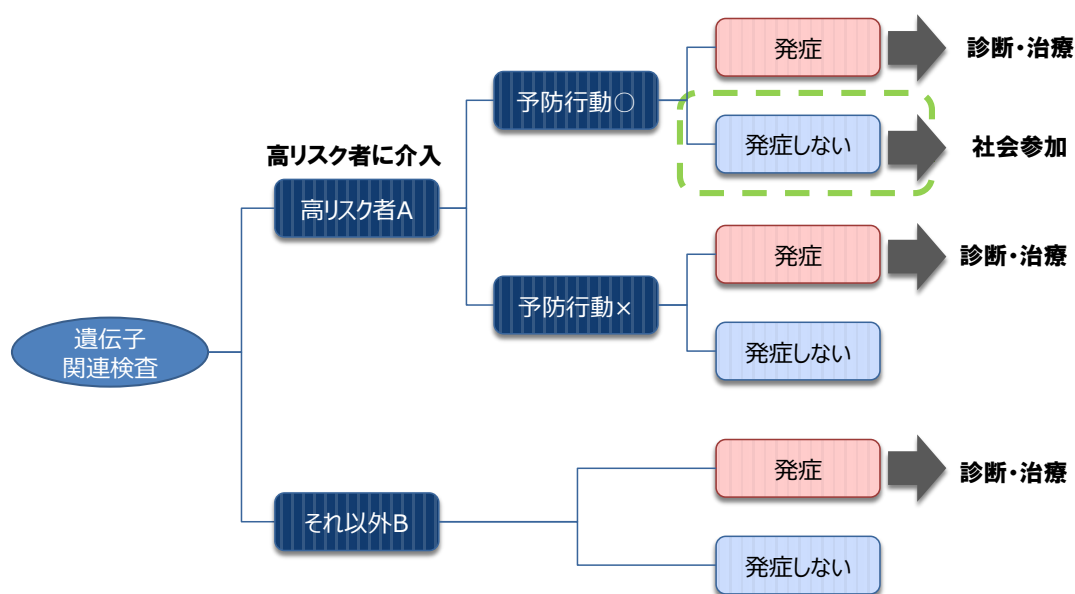 発症
診断・治療
予防行動○
発症しない
社会参加
高リスク者に介入
高リスク者A
発症
診断・治療
予防行動×
発症しない
遺伝子
関連検査
発症
診断・治療
それ以外B
発症しない